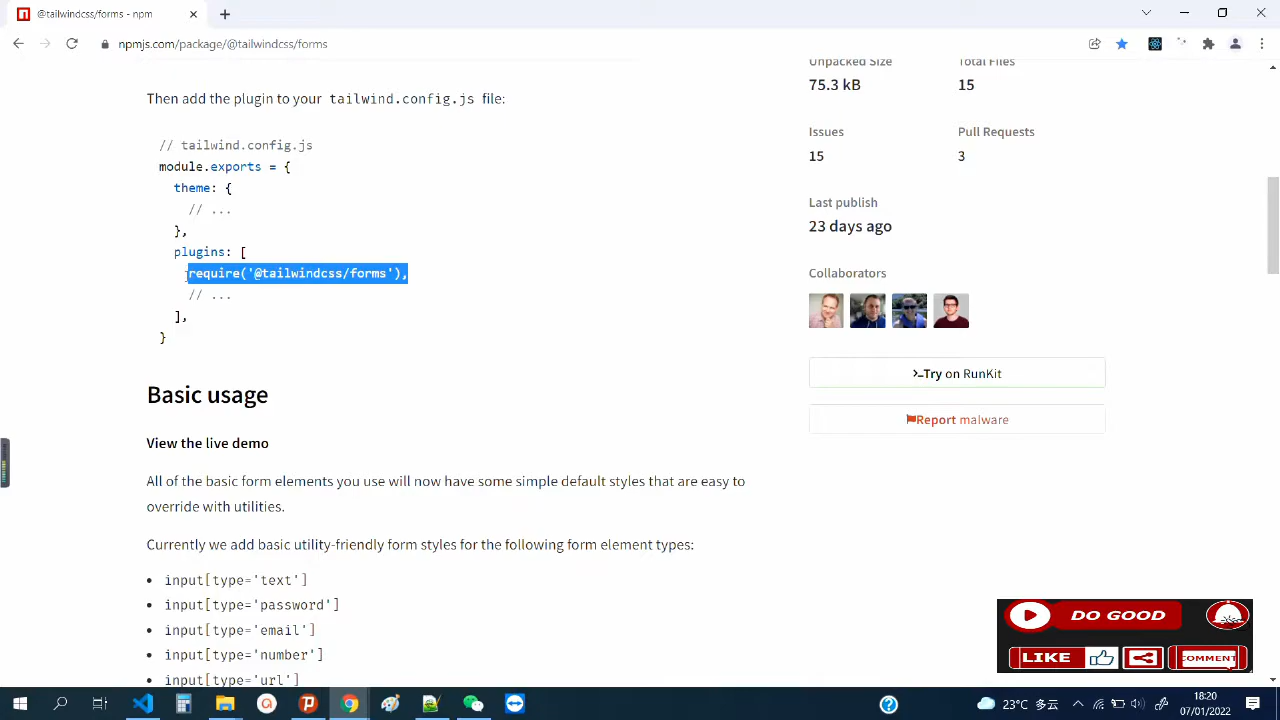 @tailwindcss/forms - npm
npmjs.com/package/@tailwindcss/forms
Unpacked Size
Total Files
75.3 kB
15
Then add the plugin to your tailwind.config.js file:
Issues
Pull Requests
15
3
// tailwind.config.js
module.exports = {
theme: {
// ...
},
plugins: [
require('@tailwindcss/forms'),
// ...
],
}
Last publish
23 days ago
Collaborators
>_Try on RunKit
Report malware
Basic usage
View the live demo
All of the basic form elements you use will now have some simple default styles that are easy to
override with utilities.
Currently we add basic utility-friendly form styles for the following form element types:
• input[type='text']
• input[type='password']
• input[type='email']
• input[type='number']
• input[type='url']
DO GOOD
LIKE
COMMENT
23°C 多云
18:20
07/01/2022